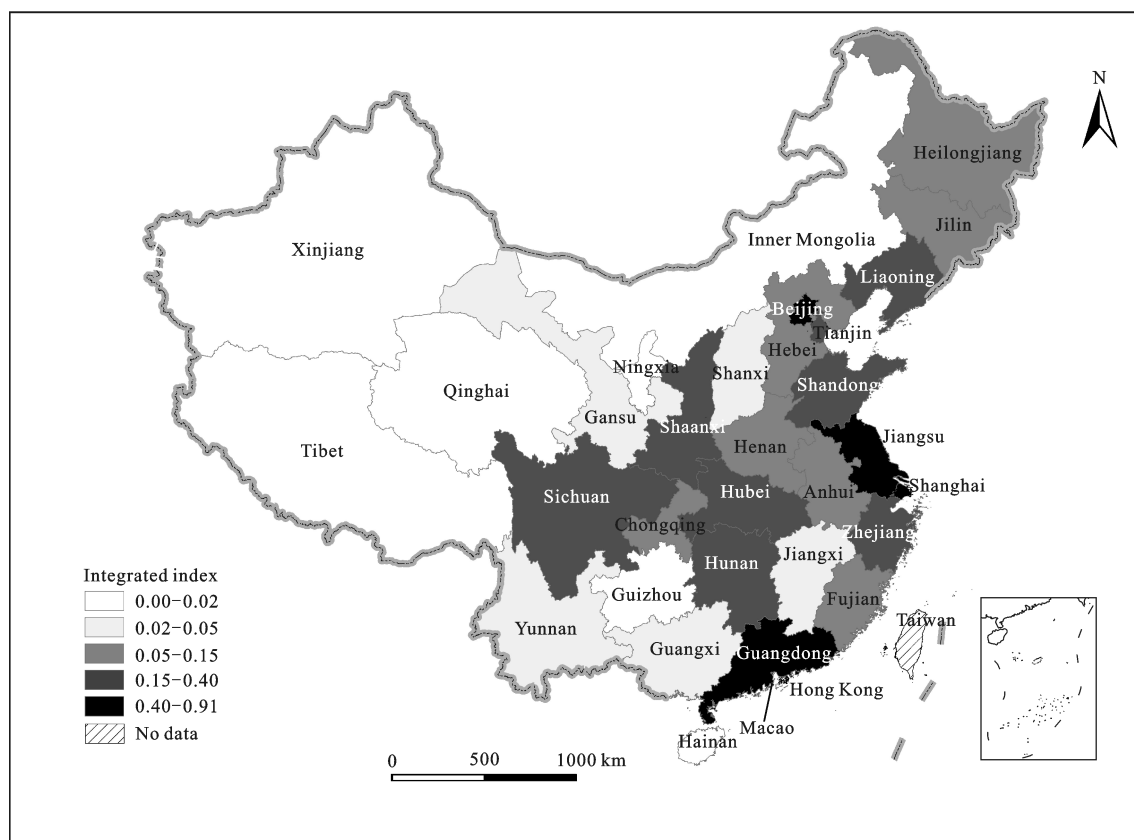 N
Heilongjiang
Jilin
Xinjiang
Inner Mongolia
Liaoning
Beijing
Tianjin
Hebei
Ningxia
Shanxi
Shandong
Qinghai
Gansu
Shaanxi
Jiangsu
Henan
Tibet
Shanghai
Sichuan
Hubei
Anhui
Chongqing
Zhejiang
Hunan
Jiangxi
Guizhou
Fujian
Taiwan
Yunnan
Guangxi
Guangdong
Hong Kong
Macao
Hainan
Integrated index
0.00−0.02
0.02−0.05
0.05−0.15
0.15−0.40
0.40−0.91
No data
0 500 1000 km